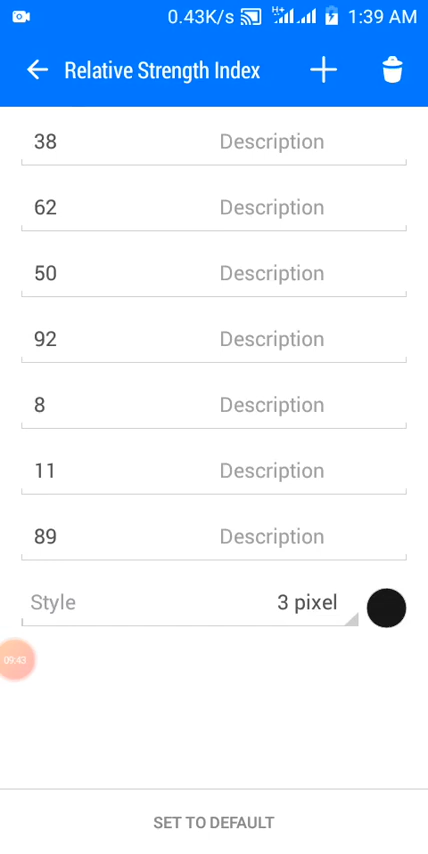 0.43K/s H+ 1:39 AM
Relative Strength Index
38 Description
62 Description
50 Description
92 Description
8 Description
11 Description
89 Description
Style 3 pixel
09:43
SET TO DEFAULT